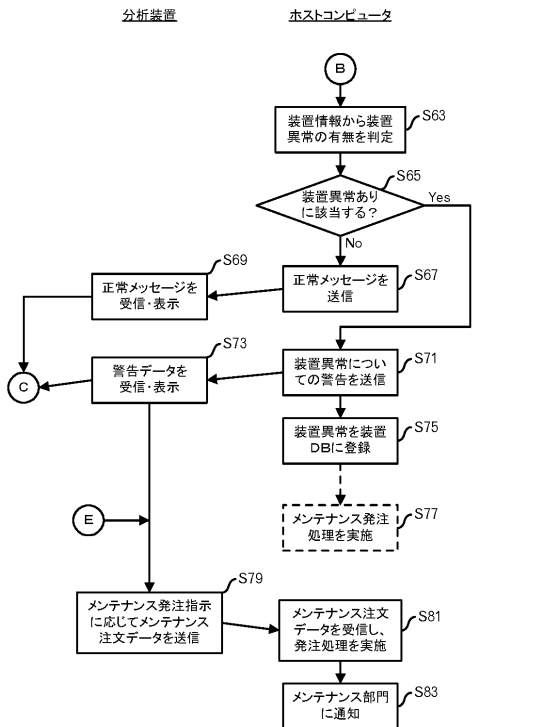 分析装置
ホストコンピュータ
B
装置情報から装置
異常の有無を判定
S63
装置異常あり
に該当する？
S65
Yes
No
正常メッセージを
送信
S67
正常メッセージを
受信・表示
S69
装置異常につい
ての警告を送信
S71
警告データを
受信・表示
S73
C
装置異常を装置
DBに登録
S75
メンテナンス発注
処理を実施
S77
E
メンテナンス発注指示
に応じてメンテナンス
注文データを送信
S79
メンテナンス注文
データを受信し、
発注処理を実施
S81
メンテナンス部門
に通知
S83